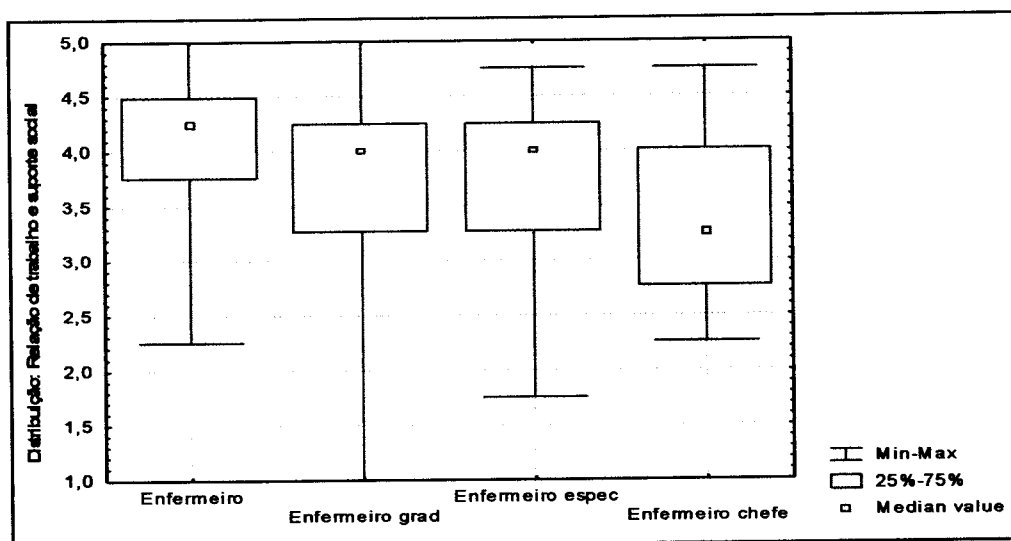 Distribuição: Relação de trabalho e suporte social
5,0
4,5
4,0
3,5
3,0
2,5
2,0
1,5
1,0
Enfermeiro
Enfermeiro grad
Enfermeiro espec
Enfermeiro chefe
Min-Max
25%-75%
Median value